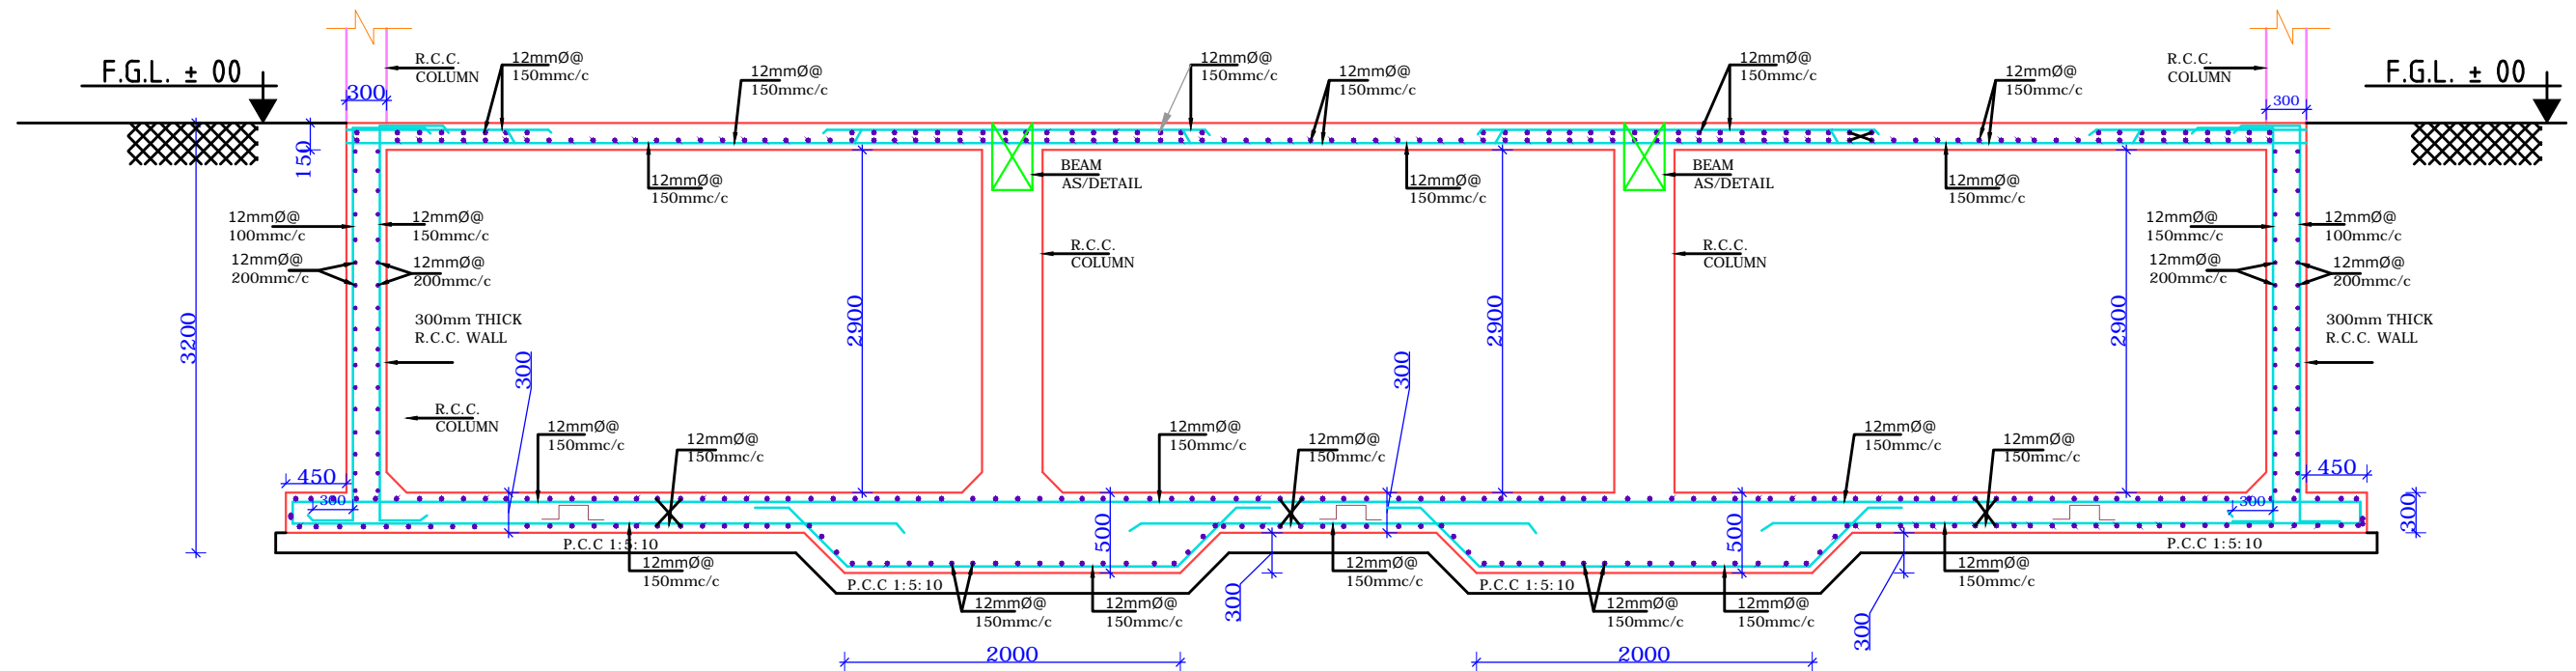 F.G.L. ± 00
R.C.C.
COLUMN
300
12mmØ@
150mmc/c
12mmØ@
150mmc/c
12mmØ@
150mmc/c
12mmØ@
150mmc/c
12mmØ@
150mmc/c
12mmØ@
150mmc/c
R.C.C.
COLUMN
300
F.G.L. ± 00
150
12mmØ@
150mmc/c
BEAM
AS/DETAIL
12mmØ@
150mmc/c
BEAM
AS/DETAIL
12mmØ@
150mmc/c
12mmØ@
100mmc/c
12mmØ@
150mmc/c
12mmØ@
200mmc/c
12mmØ@
200mmc/c
R.C.C.
COLUMN
R.C.C.
COLUMN
12mmØ@
150mmc/c
12mmØ@
100mmc/c
12mmØ@
200mmc/c
12mmØ@
200mmc/c
3200
300mm THICK
R.C.C. WALL
2900
2900
2900
300mm THICK
R.C.C. WALL
300
300
R.C.C.
COLUMN
12mmØ@
150mmc/c
12mmØ@
150mmc/c
12mmØ@
150mmc/c
12mmØ@
150mmc/c
12mmØ@
150mmc/c
12mmØ@
150mmc/c
450
300
450
300
300
P.C.C 1:5:10
500
500
P.C.C 1:5:10
12mmØ@
150mmc/c
P.C.C 1:5:10
12mmØ@
150mmc/c
P.C.C 1:5:10
12mmØ@
150mmc/c
12mmØ@
150mmc/c
12mmØ@
150mmc/c
300
12mmØ@
150mmc/c
12mmØ@
150mmc/c
300
2000
2000